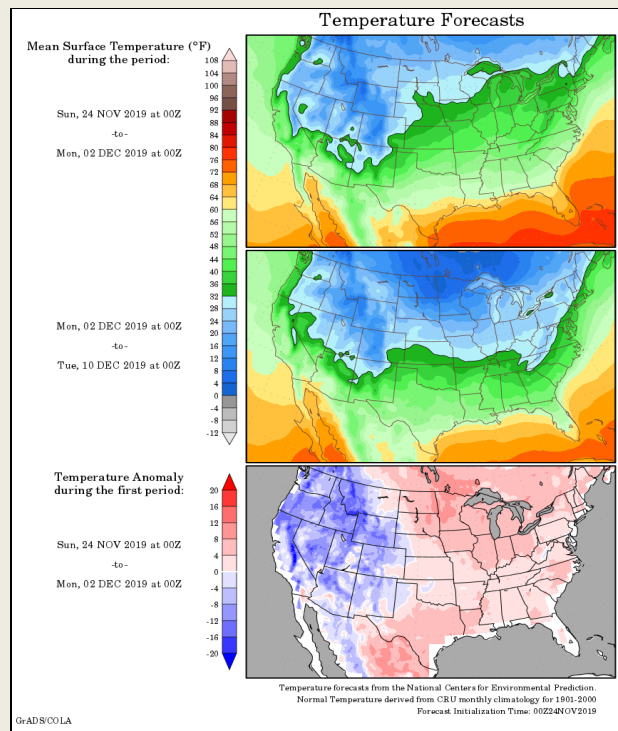 Temperature Forecasts
Mean Surface Temperature (°F)
during the period:
Sun, 24 NOV 2019 at 00Z
-to-
Mon, 02 DEC 2019 at 00Z
108
104
100
96
92
88
84
80
76
72
68
64
60
56
52
48
44
40
36
32
28
24
20
16
12
8
4
0
-4
-8
-12
Mon, 02 DEC 2019 at 00Z
-to-
Tue, 10 DEC 2019 at 00Z
Temperature Anomaly
during the first period:
Sun, 24 NOV 2019 at 00Z
-to-
Mon, 02 DEC 2019 at 00Z
20
16
12
8
4
0
-4
-8
-12
-16
-20
Temperature forecasts from the National Centers for Environmental Prediction.
Normal Temperature derived from CRU monthly climatology for 1901-2000
Forecast Initialization Time: 00Z24NOV2019
GrADS/COLA